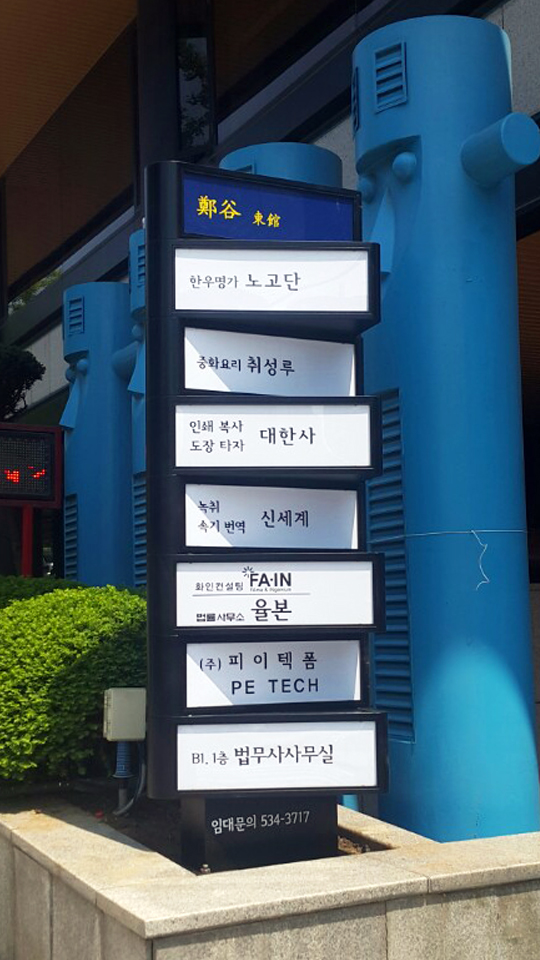 鄭谷 東館
한우명가 노고단
중화요리 취성루
인쇄 복사
도장 타자 대한사
녹취
속기 번역 신세계
화인컨설팅 FA·IN
법률사무소 율본
(주) 피이텍폼
PE TECH
B1. 1층 법무사사무실
임대문의 534-3717